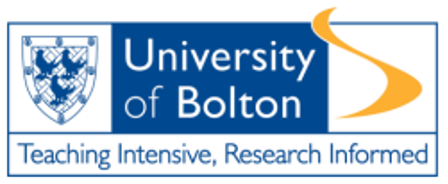 University
of Bolton
Teaching Intensive, Research Informed